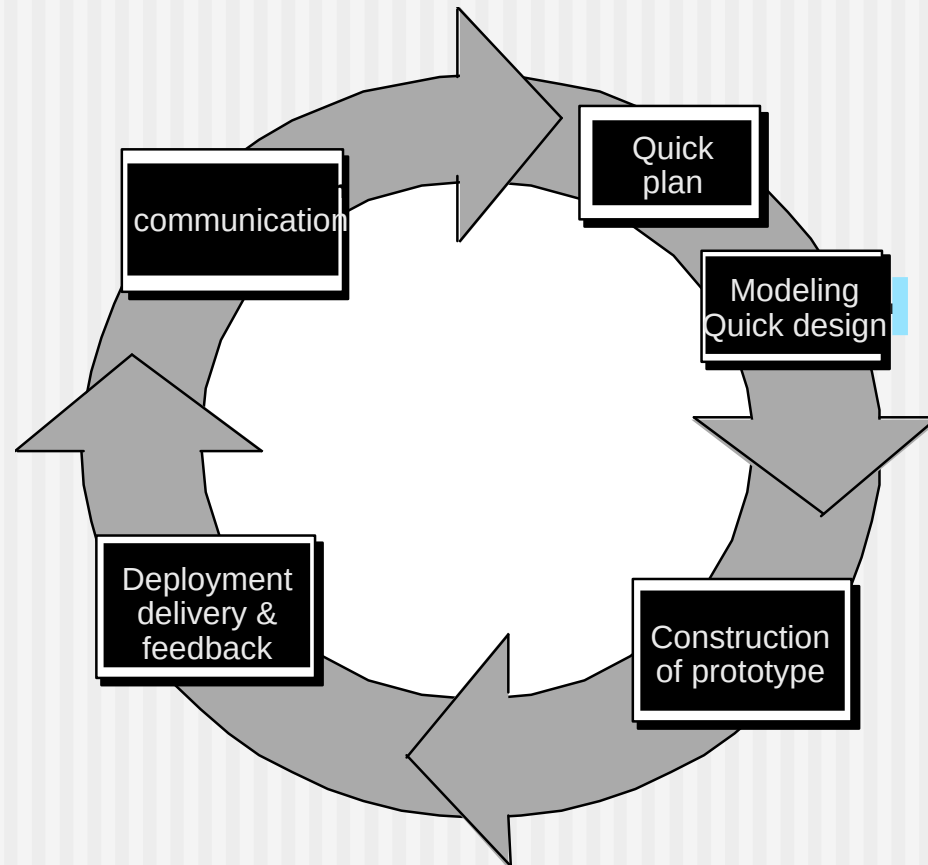 Quick
plan
communication
Modeling
Quick design
Deployment
delivery &
feedback
Construction
of prototype